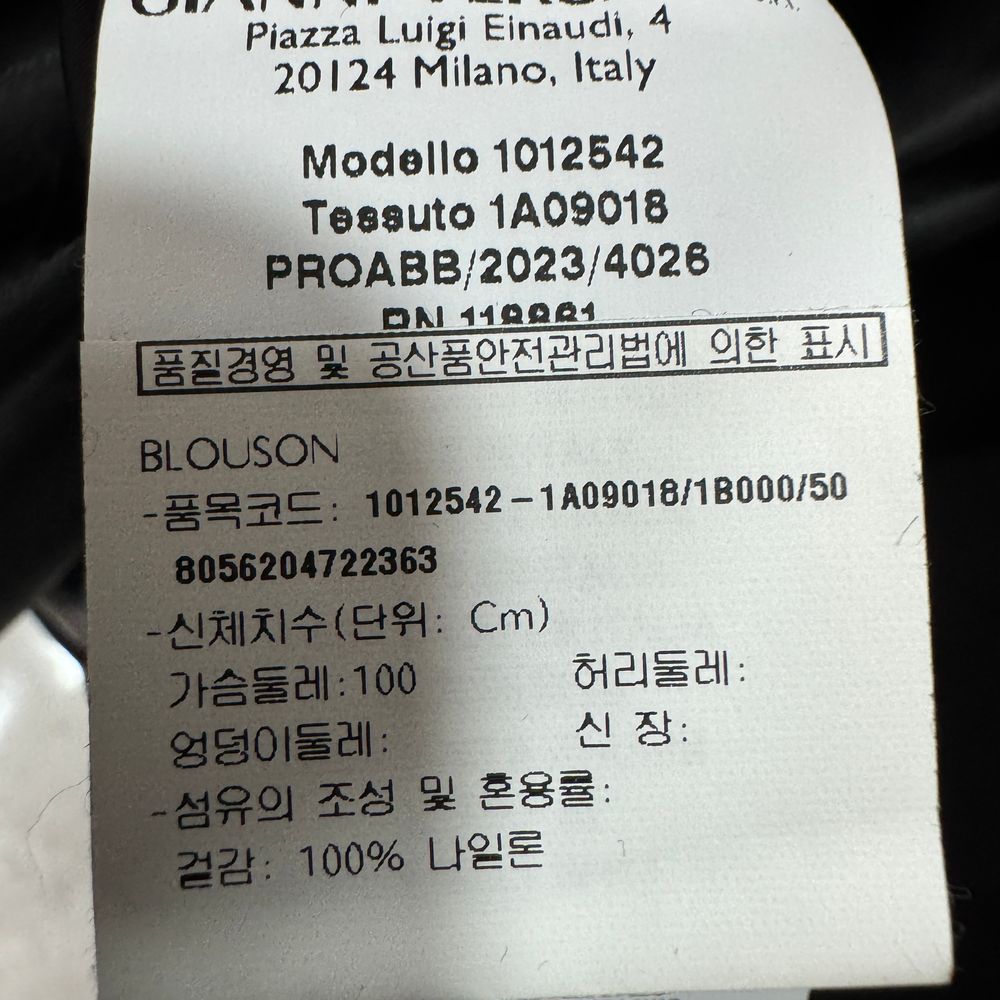 Piazza Luigi Einaudi, 4
20124 Milano, Italy
Modello 1012542
Tessuto 1A09018
PROABB/2023/4026
RN 118861
품질경영 및 공산품안전관리법에 의한 표시
BLOUSON
-품목코드: 1012542-1A09018/1B000/50
8056204722363
-신체치수(단위: Cm)
가슴둘레:100 허리둘레:
엉덩이둘레: 신 장:
-섬유의 조성 및 혼용률:
겉감: 100% 나일론